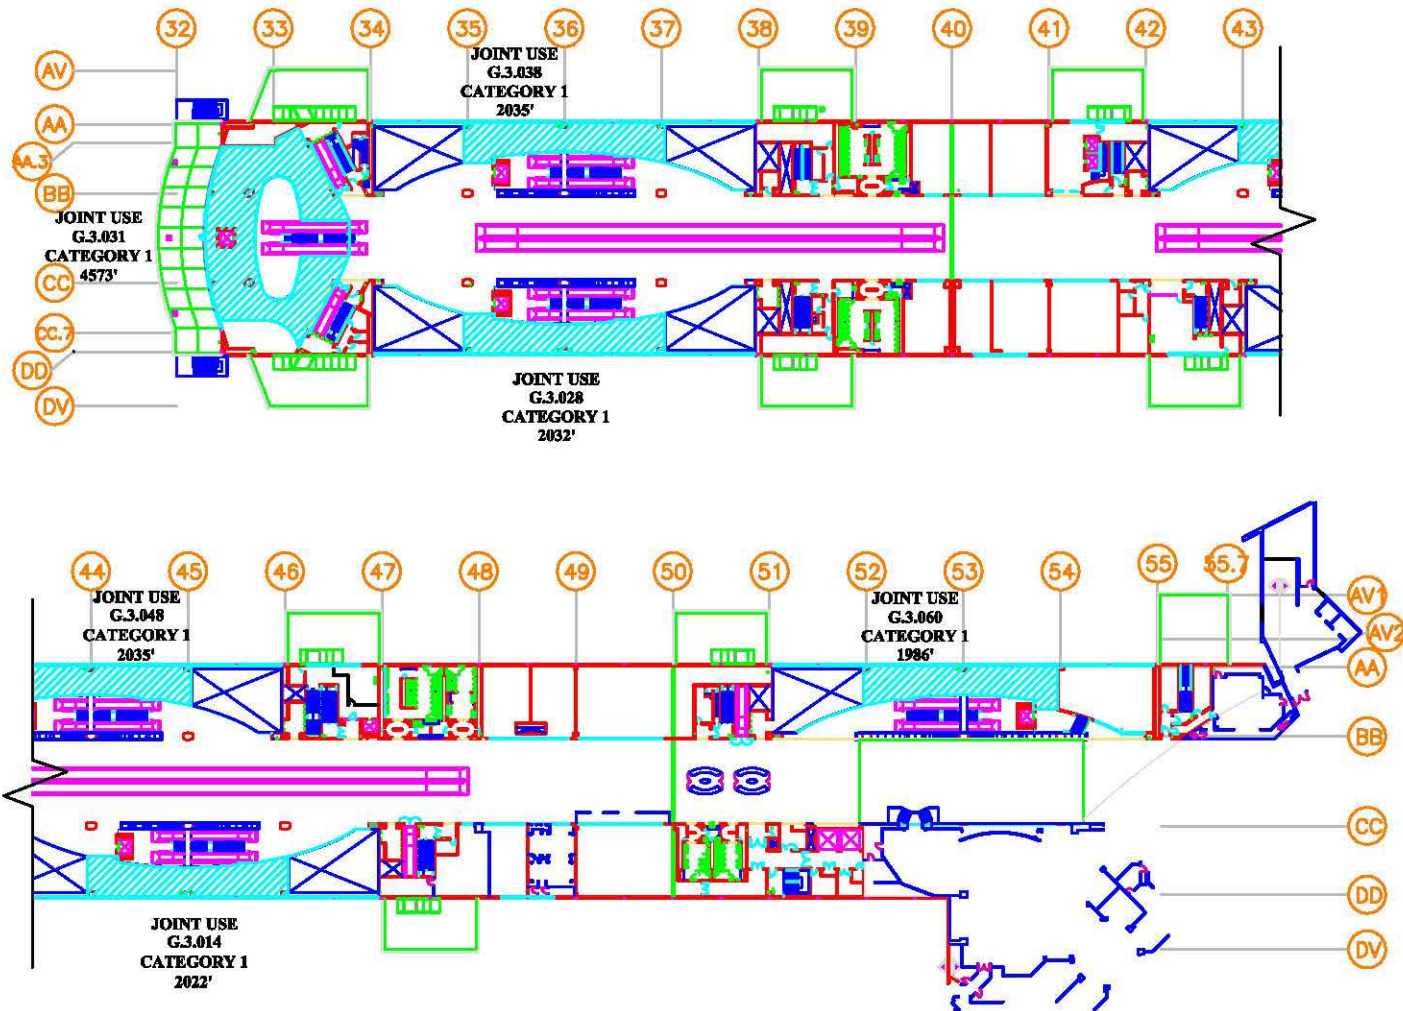 32 33 34 35 36 37 38 39 40 41 42 43
JOINT USE
G.3.038
CATEGORY 1
2035'
AV
AA
AA.3
BB
JOINT USE
G.3.031
CATEGORY 1
4573'
CC
CC.7
DD
DV
JOINT USE
G.3.028
CATEGORY 1
2032'
44 45 46 47 48 49 50 51 52 53 54 55 55.7
JOINT USE
G.3.048
CATEGORY 1
2035'
JOINT USE
G.3.060
CATEGORY 1
1986'
AV1
AV2
AA
BB
CC
DD
DV
JOINT USE
G.3.014
CATEGORY 1
2022'